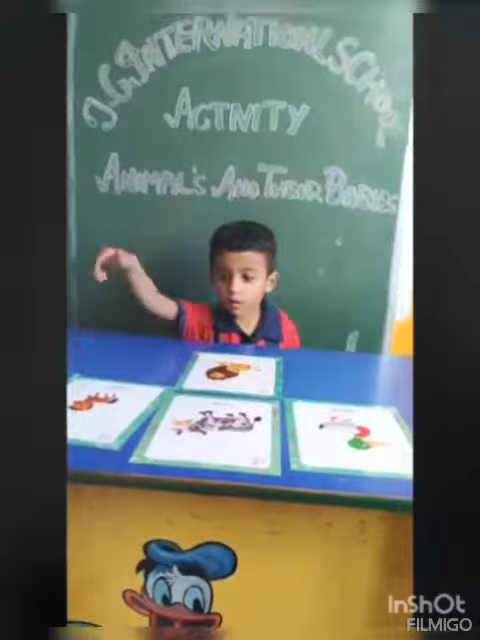 J.G. INTERNATIONAL SCHOOL
ACTIVITY
ANIMAL'S AND THEIR BABIES
InShOt
FILMIGO